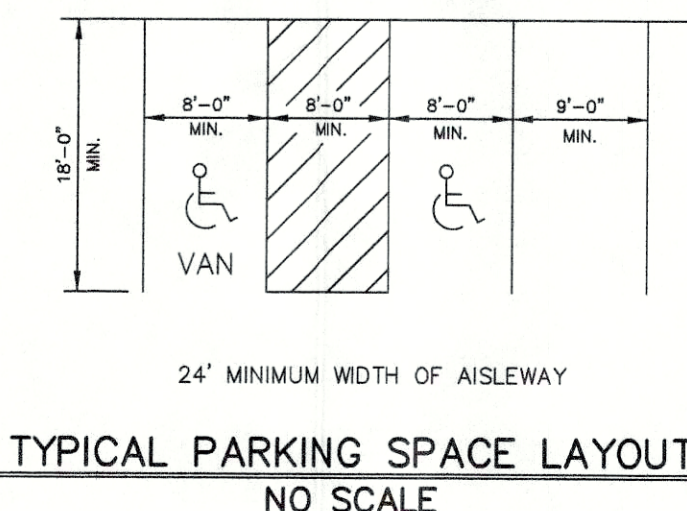 8'-0" 8'-0" 8'-0" 9'-0"
MIN. MIN. MIN. MIN.
18'-0"
MIN.
VAN
24' MINIMUM WIDTH OF AISLEWAY
TYPICAL PARKING SPACE LAYOUT
NO SCALE